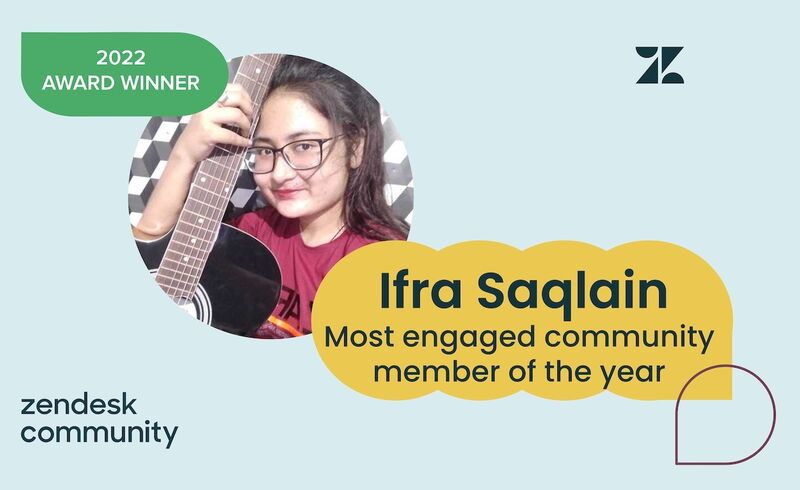 2022
AWARD WINNER
Ifra Saqlain
Most engaged community
member of the year
zendesk
community